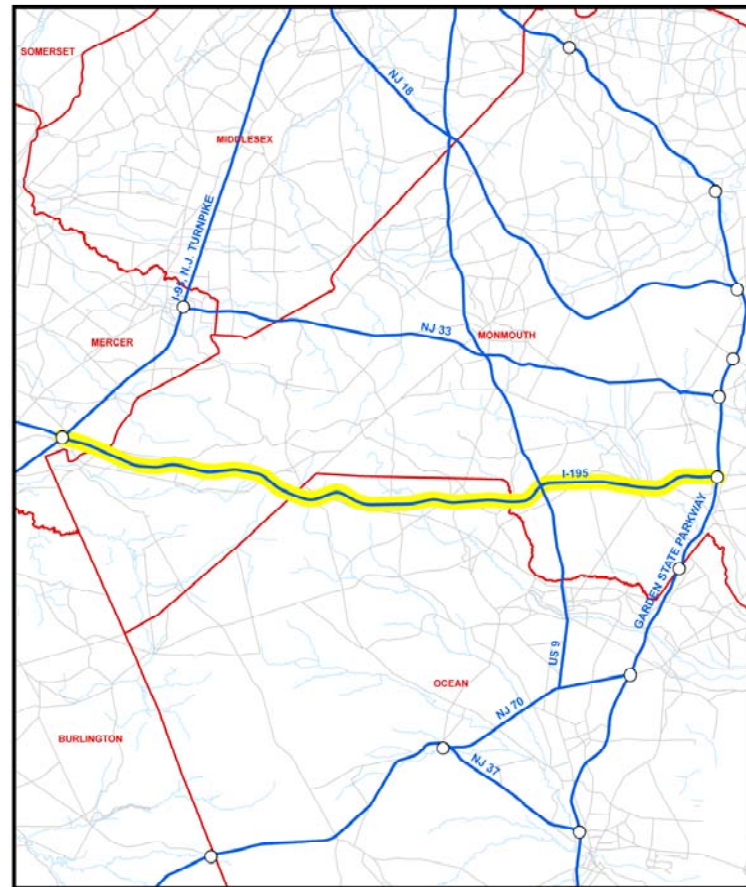 SOMERSET
NJ 18
MIDDLESEX
I-95, N.J. TURNPIKE
MERCER
NJ 33
MONMOUTH
I-195
GARDEN STATE PARKWAY
US 9
OCEAN
NJ 70
BURLINGTON
NJ 37